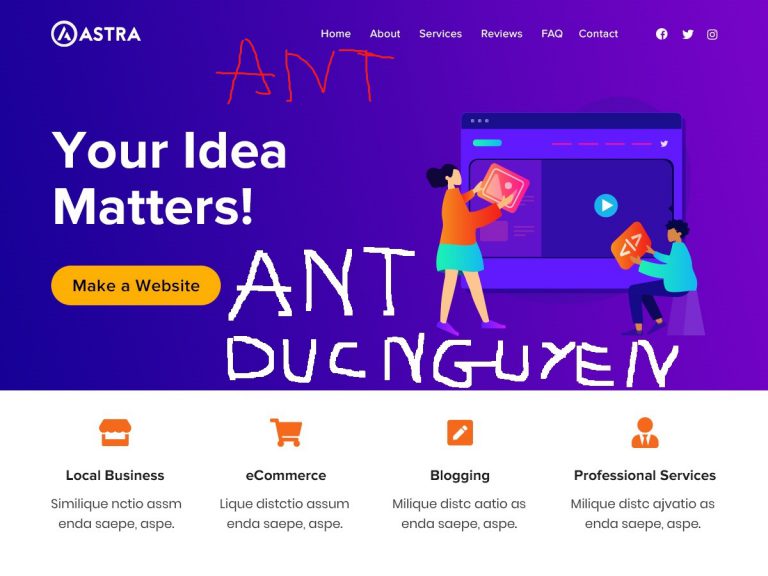 ASTRA
Home About Services Reviews FAQ Contact
ANT
Your Idea
Matters!
Make a Website
ANT
DUCNGUYEN
Local Business
Similique nctio assm
enda saepe, aspe.
eCommerce
Lique distctio assum
enda saepe, aspe.
Blogging
Milique distc aatio as
enda saepe, aspe.
Professional Services
Milique distc ajvatio as
enda saepe, aspe.